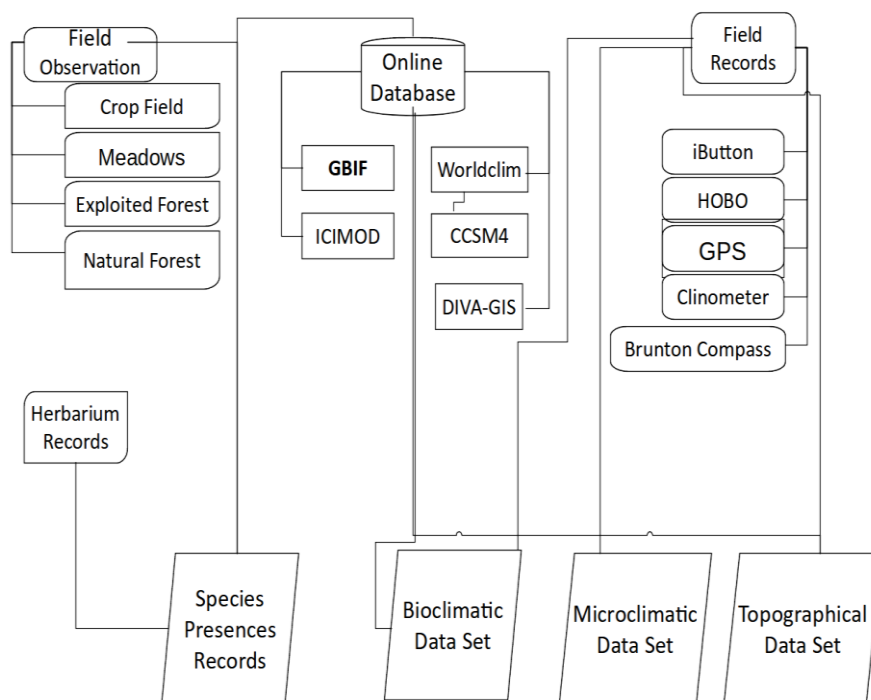 Field
Observation
Crop Field
Meadows
Exploited Forest
Natural Forest
Online
Database
GBIF
ICIMOD
Worldclim
CCSM4
DIVA-GIS
Field
Records
iButton
HOBO
GPS
Clinometer
Brunton Compass
Herbarium
Records
Species
Presences
Records
Bioclimatic
Data Set
Microclimatic
Data Set
Topographical
Data Set